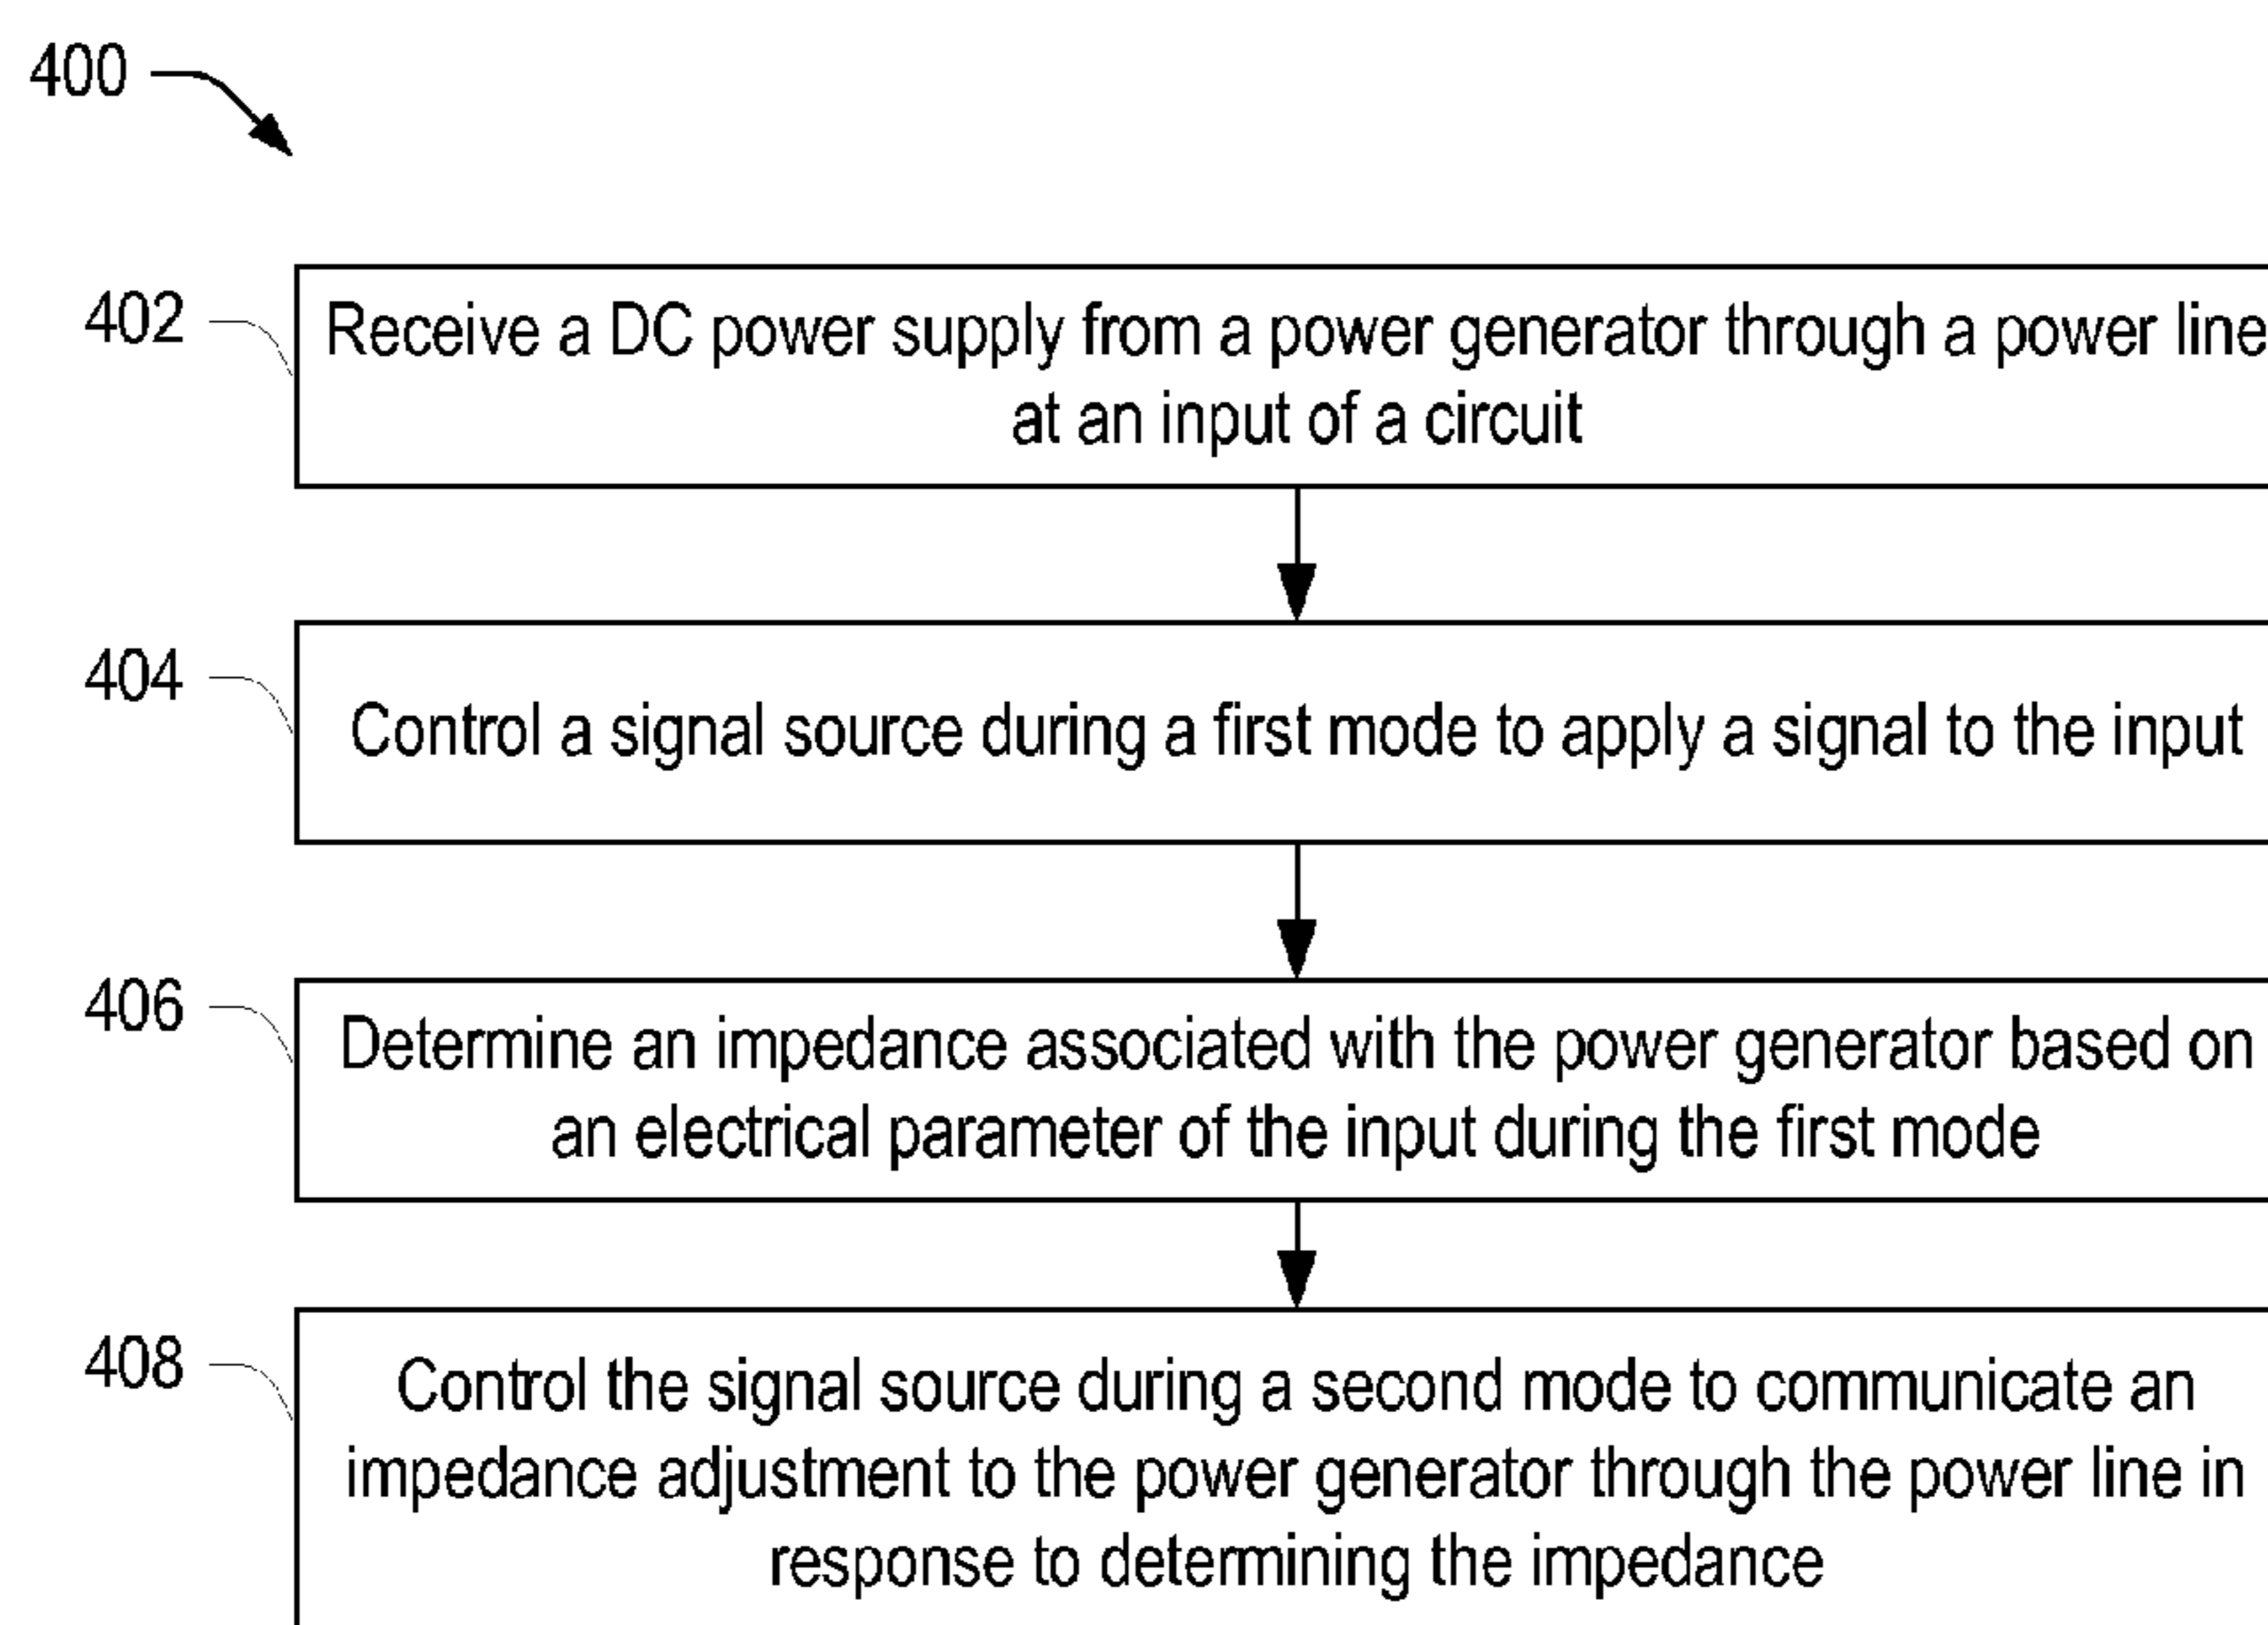 400
402
Receive a DC power supply from a power generator through a power line
at an input of a circuit
404
Control a signal source during a first mode to apply a signal to the input
406
Determine an impedance associated with the power generator based on
an electrical parameter of the input during the first mode
408
Control the signal source during a second mode to communicate an
impedance adjustment to the power generator through the power line in
response to determining the impedance